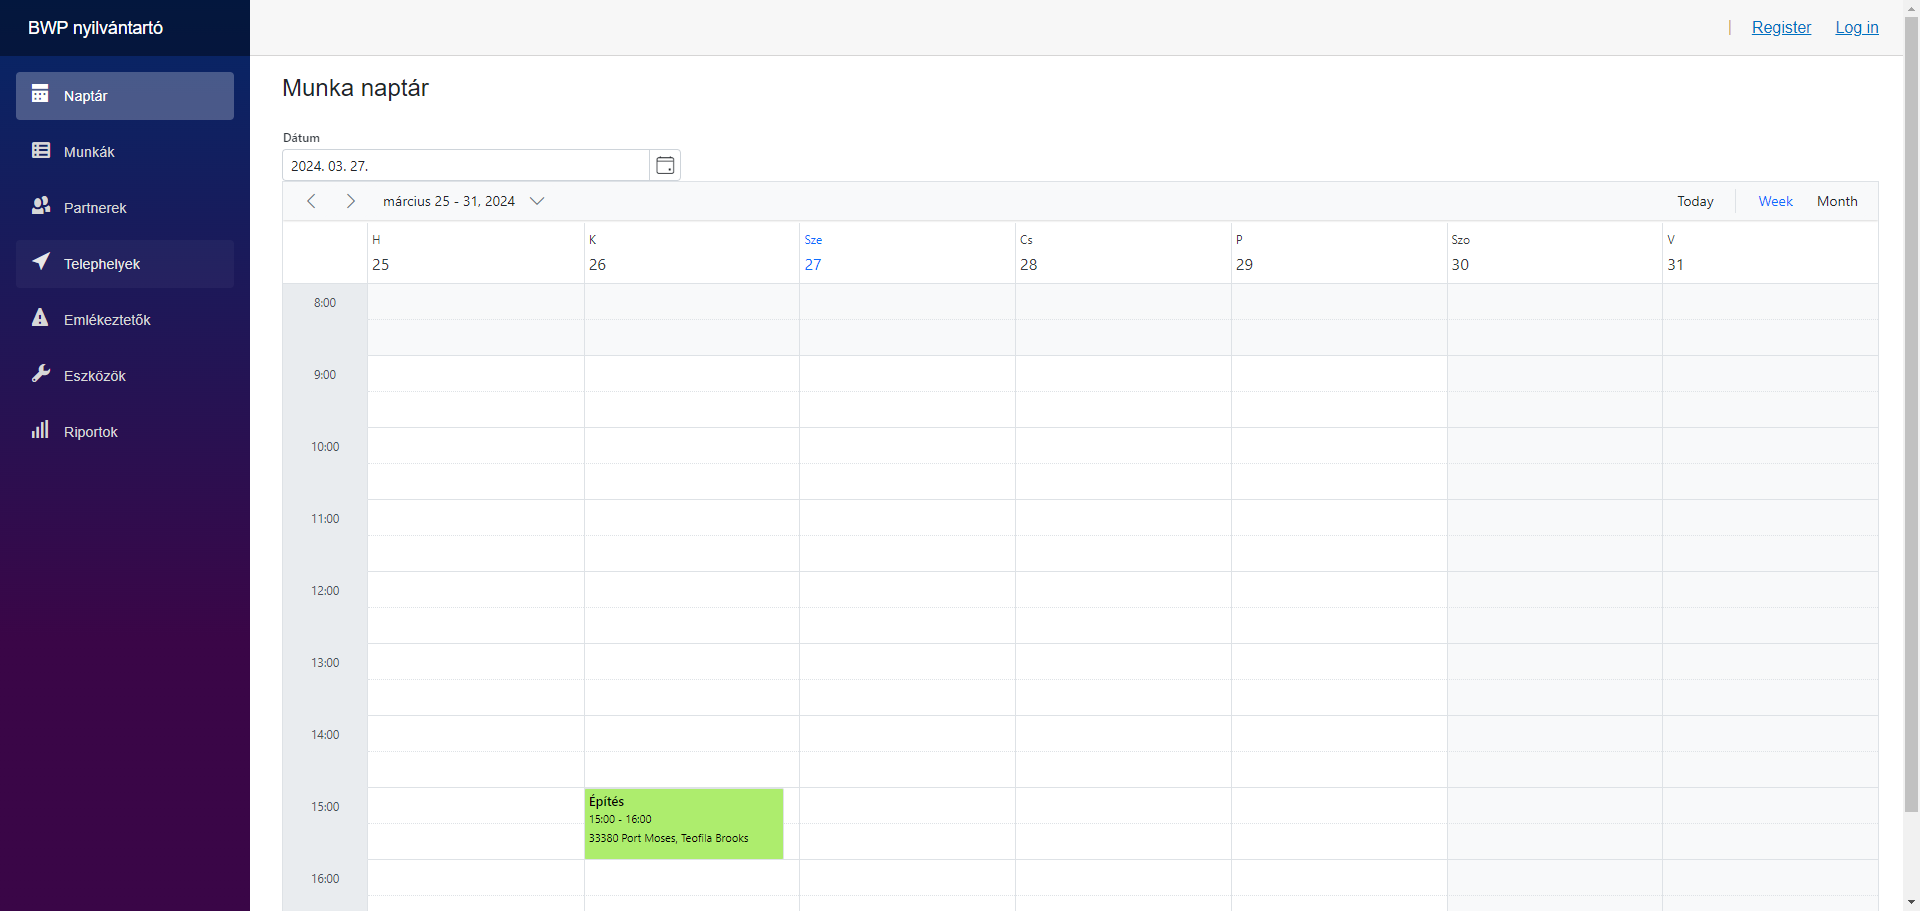 BWP nyilvántartó
Register
Log in
Naptár
Munkák
Partnerek
Telephelyek
Emlékeztetők
Eszközök
Riportok
Munka naptár
Dátum
2024. 03. 27.
március 25 - 31, 2024
Today
Week
Month
H
25
K
26
Sze
27
Cs
28
P
29
Szo
30
V
31
8:00
9:00
10:00
11:00
12:00
13:00
14:00
15:00
Építés
15:00 - 16:00
33380 Port Moses, Teofila Brooks
16:00